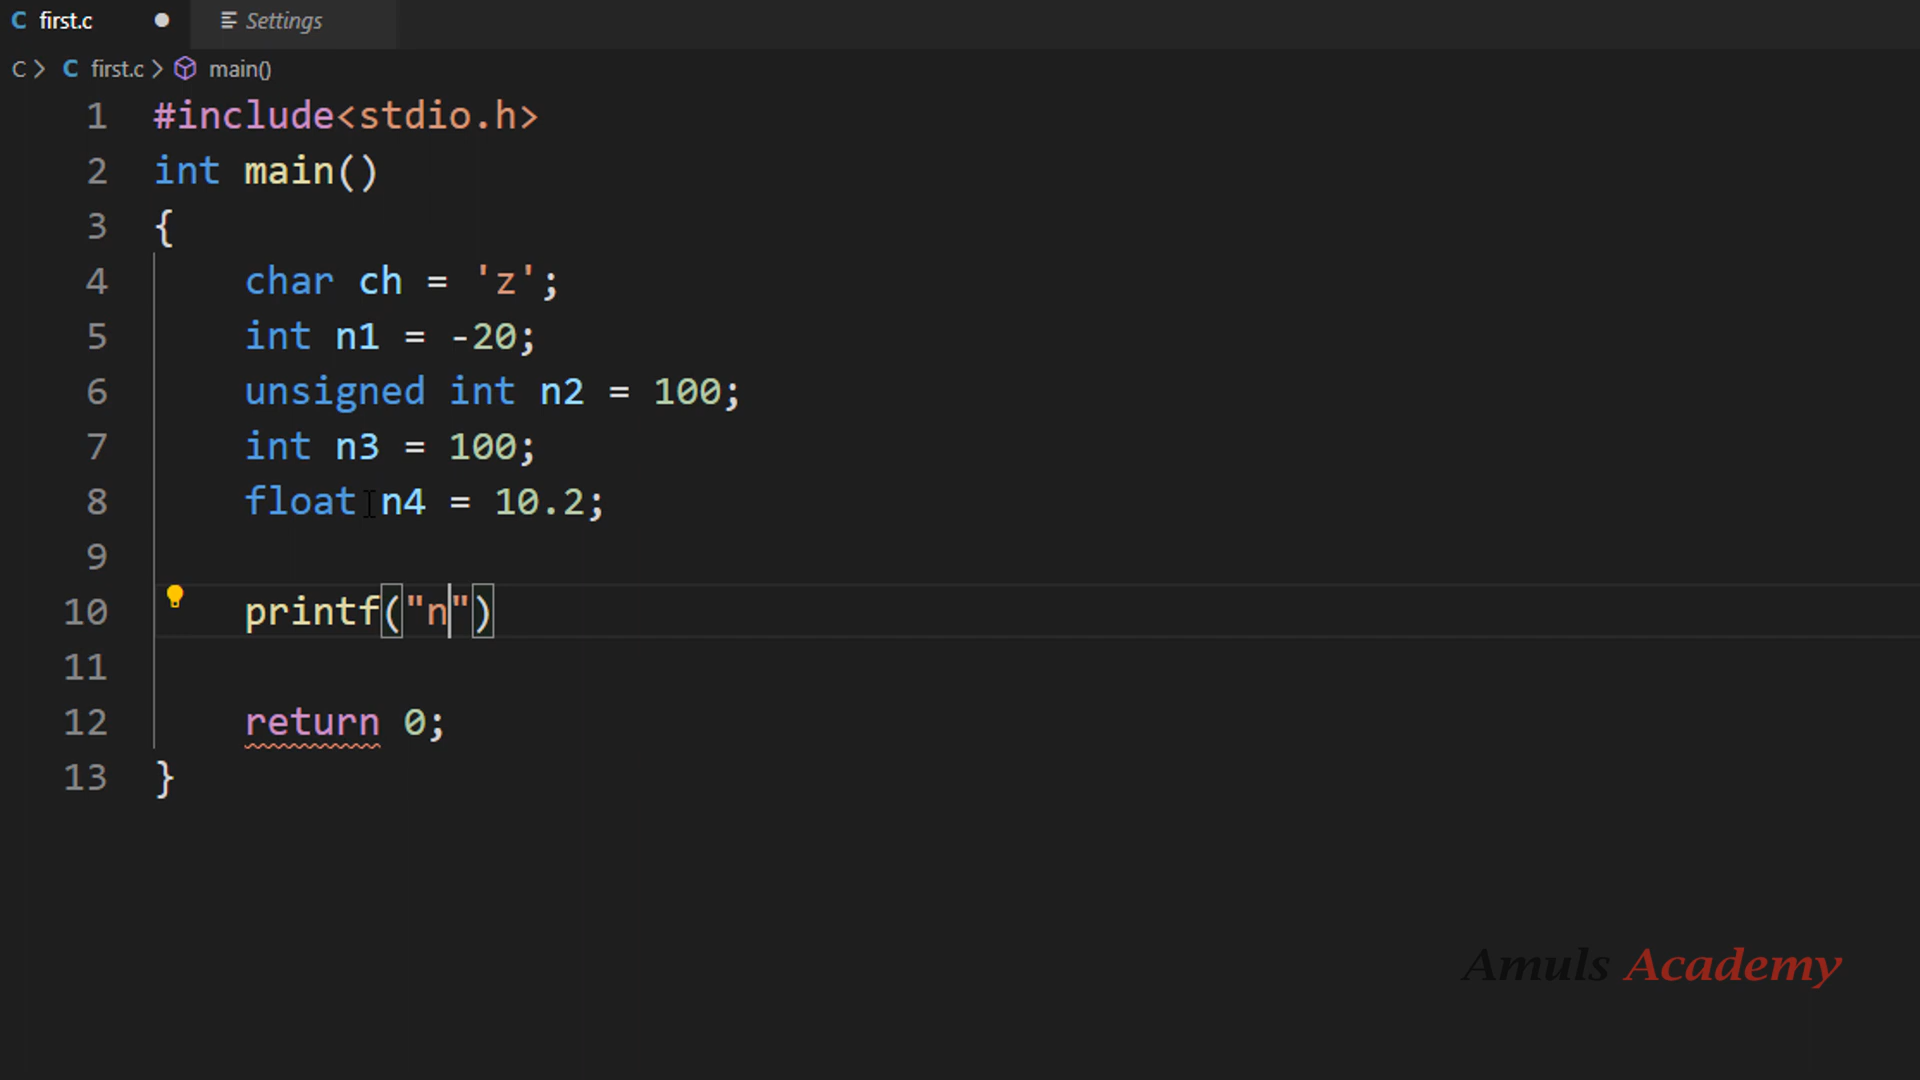 first.c
Settings
C > first.c > main()
1 #include<stdio.h>
2 int main()
3 {
4     char ch = 'z';
5     int n1 = -20;
6     unsigned int n2 = 100;
7     int n3 = 100;
8     float n4 = 10.2;
9
10     printf("n")
11
12     return 0;
13 }
Amuls Academy